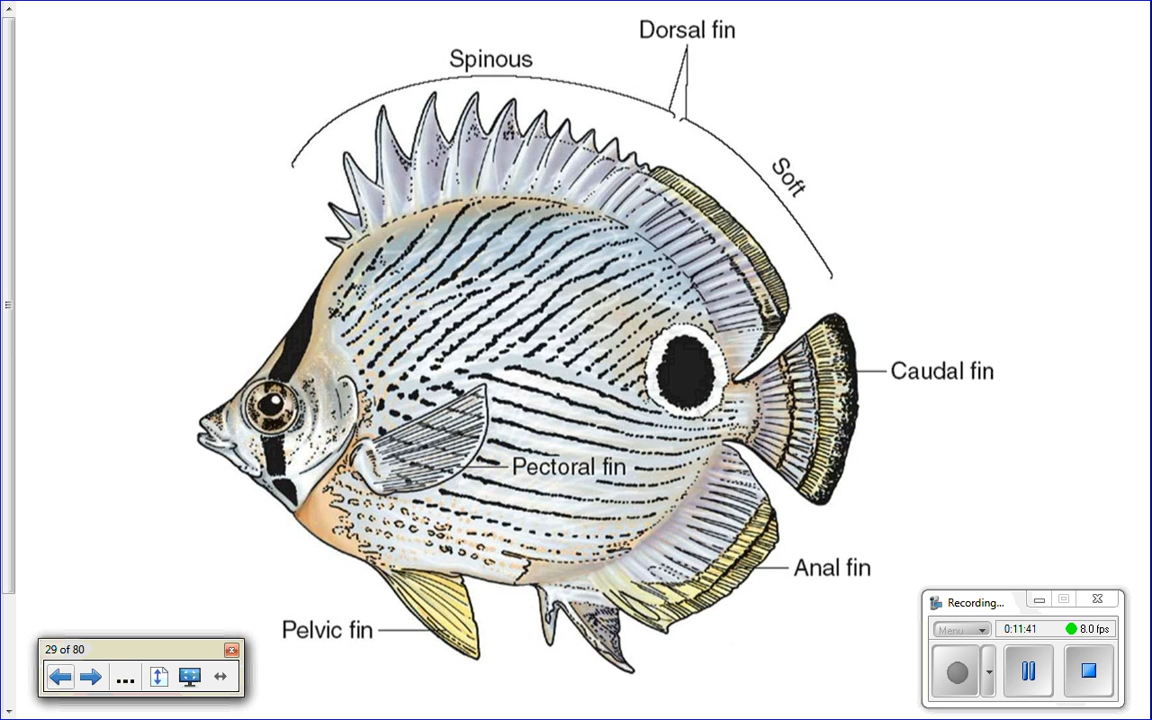 Dorsal fin
Spinous
Soft
Caudal fin
Pectoral fin
Anal fin
Pelvic fin
29 of 80
...
Recording...
Menu
0:11:41
8.0 fps